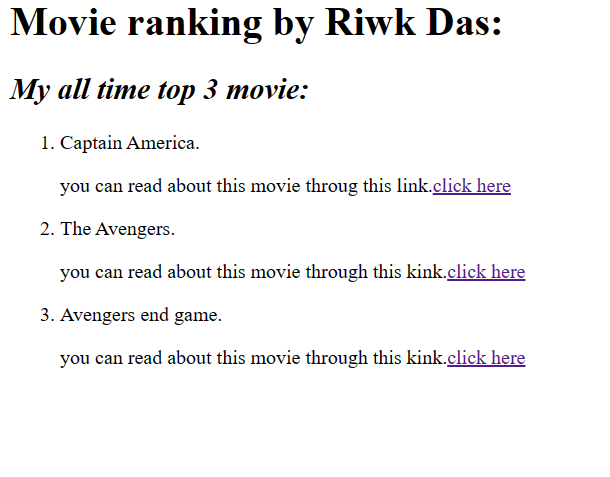 Movie ranking by Riwk Das:
My all time top 3 movie:
1. Captain America.
you can read about this movie throug this link.click here
2. The Avengers.
you can read about this movie through this kink.click here
3. Avengers end game.
you can read about this movie through this kink.click here